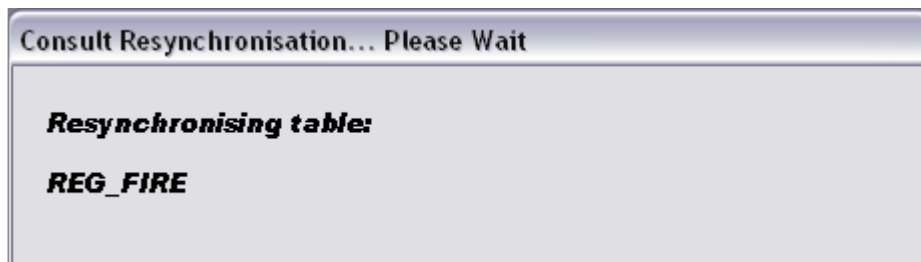 Consult Resynchronisation... Please Wait
Resynchronising table:
REG_FIRE